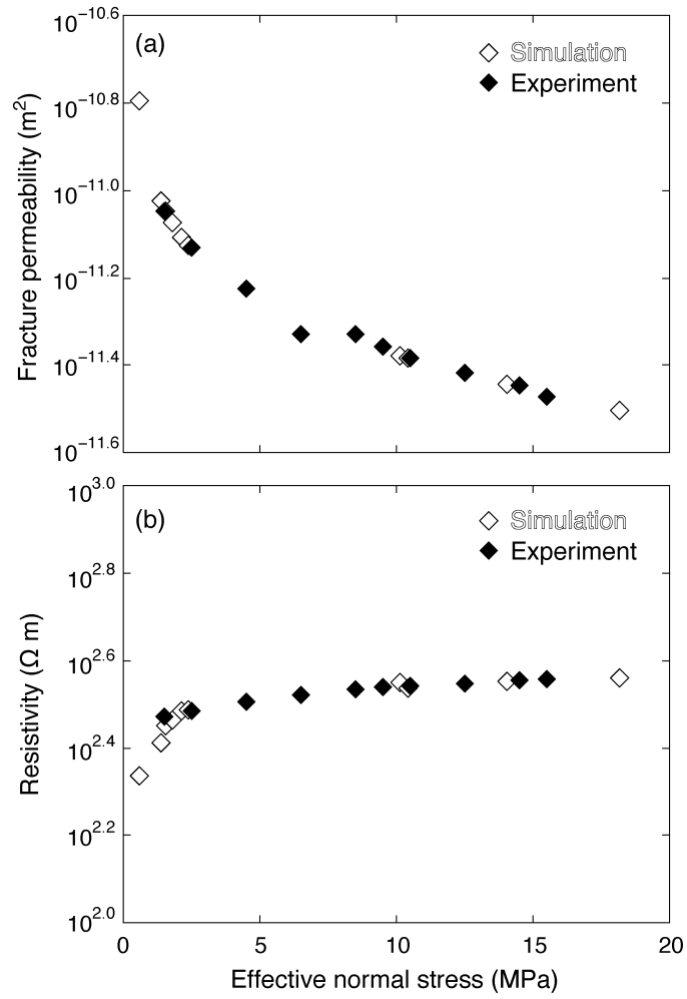 10^-10.6
(a)
Simulation
Experiment
10^-10.8
10^-11.0
10^-11.2
10^-11.4
10^-11.6
Fracture permeability (m²)
10^3.0
(b)
Simulation
Experiment
10^2.8
10^2.6
10^2.4
10^2.2
10^2.0
Resistivity (Ω m)
0 5 10 15 20
Effective normal stress (MPa)